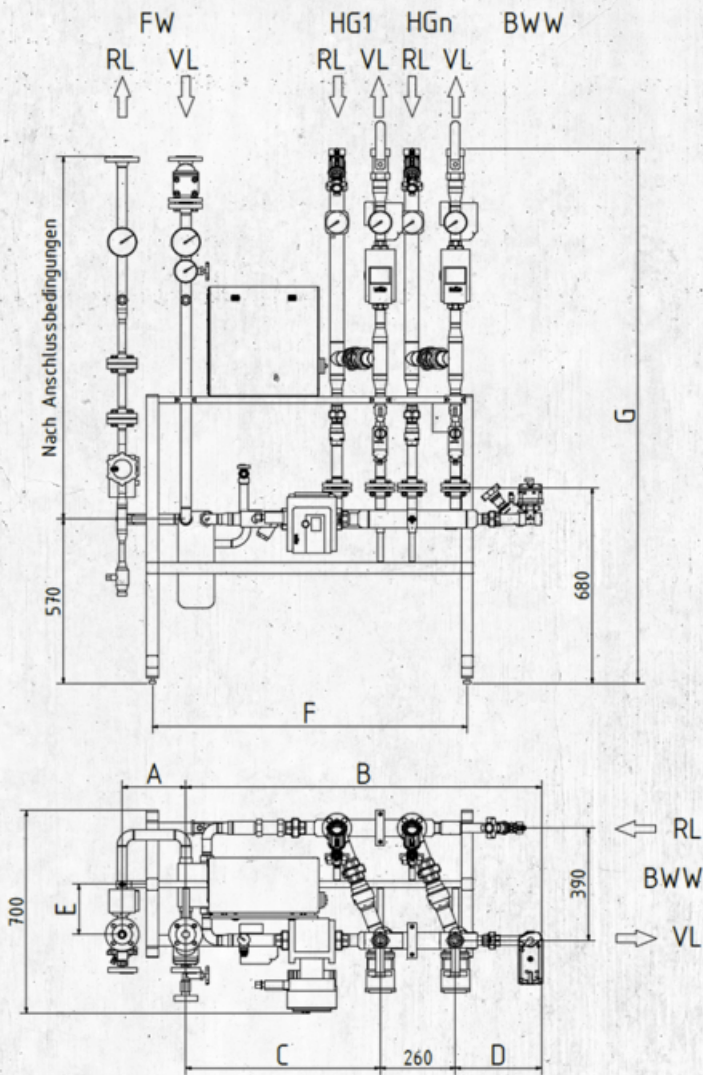 FW HG1 HGn BWW
RL VL RL VL RL VL
Nach Anschlussbedingungen
G
570
680
F
A B
RL
E
700
390
BWW
VL
C 260 D